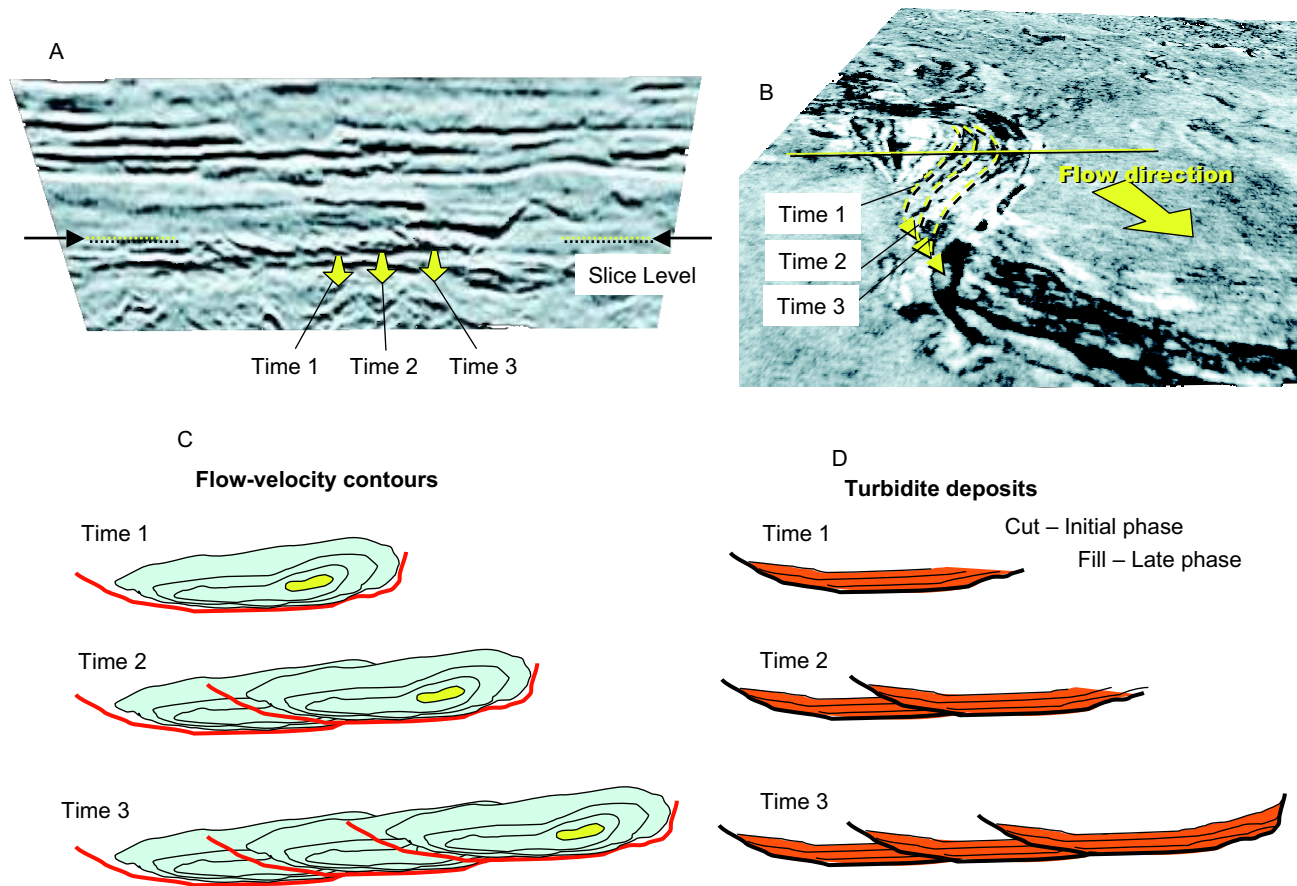 A
Slice Level
Time 1
Time 2
Time 3
B
Flow direction
Time 1
Time 2
Time 3
C
Flow-velocity contours
Time 1
Time 2
Time 3
D
Turbidite deposits
Time 1
Cut – Initial phase
Fill – Late phase
Time 2
Time 3